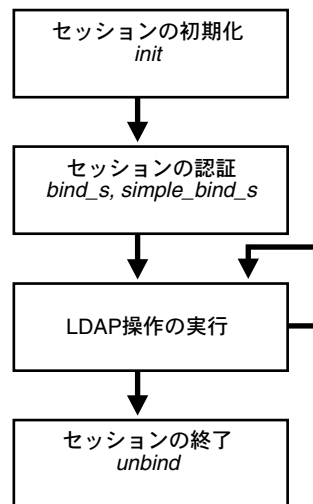 セッションの初期化
init
セッションの認証
bind_s, simple_bind_s
LDAP操作の実行
セッションの終了
unbind